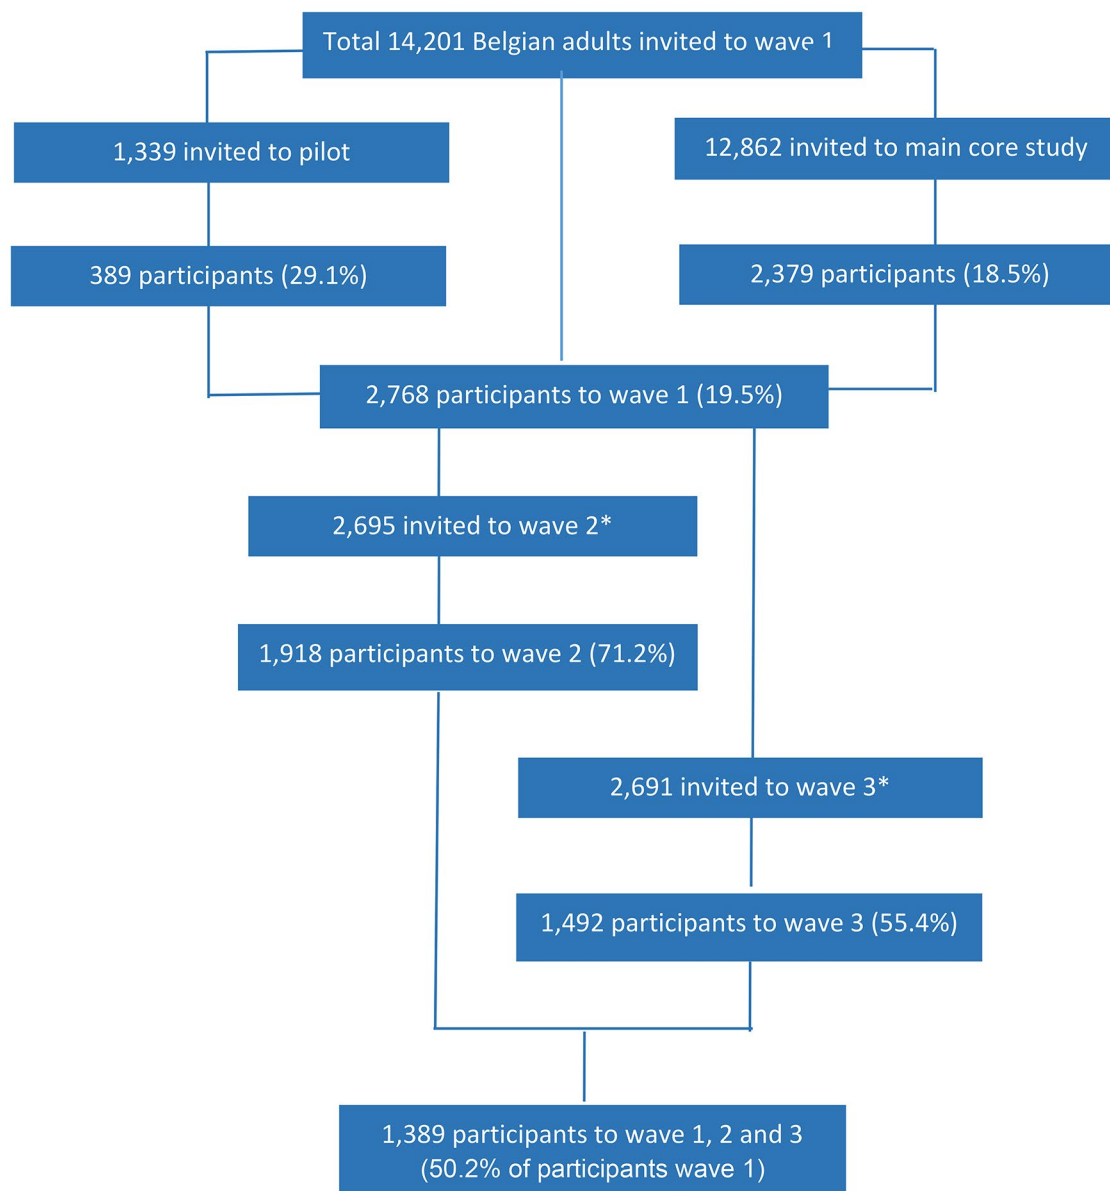 Total 14,201 Belgian adults invited to wave 1
1,339 invited to pilot
12,862 invited to main core study
389 participants (29.1%)
2,379 participants (18.5%)
2,768 participants to wave 1 (19.5%)
2,695 invited to wave 2*
1,918 participants to wave 2 (71.2%)
2,691 invited to wave 3*
1,492 participants to wave 3 (55.4%)
1,389 participants to wave 1, 2 and 3
(50.2% of participants wave 1)